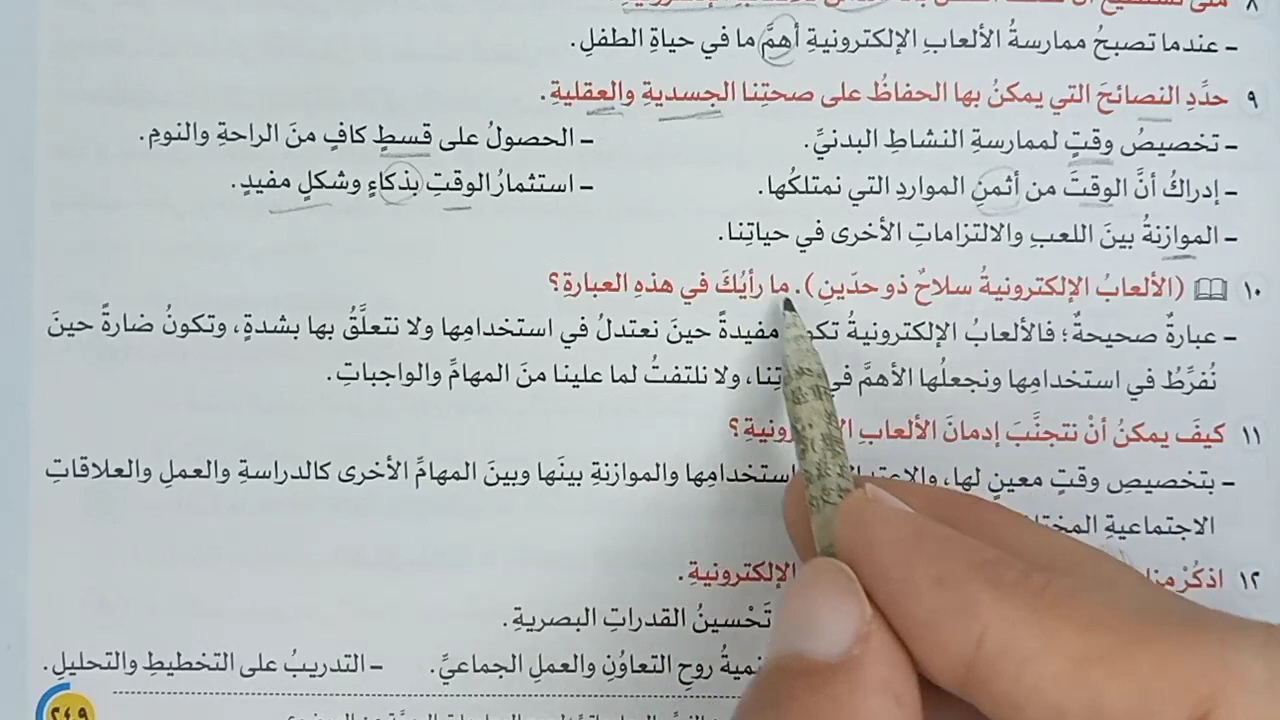 ٨
– عندما تصبحُ ممارسةُ الألعابِ الإلكترونيةِ أهمَّ ما في حياةِ الطفلِ.
٩ حدِّدِ النصائحَ التي يمكنُ بها الحفاظُ على صحتِنا الجسديةِ والعقليةِ.
– تخصيصُ وقتٍ لممارسةِ النشاطِ البدنيِّ. – الحصولُ على قسطٍ كافٍ منَ الراحةِ والنومِ.
– إدراكُ أنَّ الوقتَ من أثمنِ المواردِ التي نمتلكُها. – استثمارُ الوقتِ بذكاءٍ وشكلٍ مفيدٍ.
– الموازنةُ بينَ اللعبِ والالتزاماتِ الأخرى في حياتِنا.
١٠ (الألعابُ الإلكترونيةُ سلاحٌ ذو حدَينِ). ما رأيُكَ في هذهِ العبارةِ؟
– عبارةٌ صحيحةٌ؛ فالألعابُ الإلكترونيةُ مفيدةً حينَ نعتدلُ في استخدامِها ولا نتعلَّقُ بها بشدةٍ، وتكونُ ضارةً حينَ
نُفرِّطُ في استخدامِها ونجعلُها الأهمَّ في ولا نلتفتُ لما علينا منَ المهامِّ والواجباتِ.
١١ كيفَ يمكنُ أنْ نتجنَّبَ إدمانَ الألعابِ
– بتخصيصِ وقتٍ معينٍ لها، استخدامِها والموازنةِ بينَها وبينَ المهامِّ الأخرى كالدراسةِ والعملِ والعلاقاتِ
الاجتماعيةِ
١٢ اذكُرْ الإلكترونيةِ.
تَحْسينُ القدراتِ البصريةِ.
روحِ التعاوُنِ والعملِ الجماعيِّ. – التدريبُ على التخطيطِ والتحليلِ.
٢٤٩